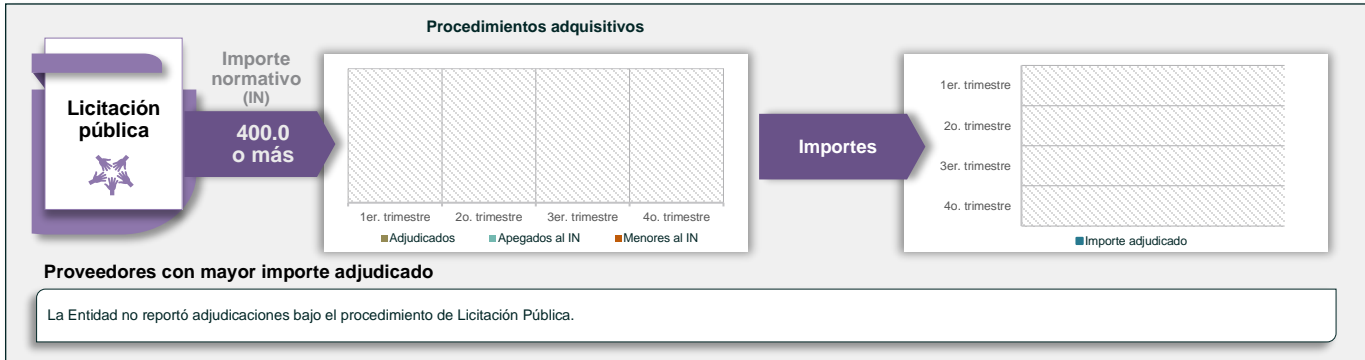 Procedimientos adquisitivos
Licitación
pública
Importe
normativo
(IN)
400.0
o más
1er. trimestre
2o. trimestre
3er. trimestre
4o. trimestre
Adjudicados
Apegados al IN
Menores al IN
Importes
1er. trimestre
2o. trimestre
3er. trimestre
4o. trimestre
Importe adjudicado
Proveedores con mayor importe adjudicado
La Entidad no reportó adjudicaciones bajo el procedimiento de Licitación Pública.